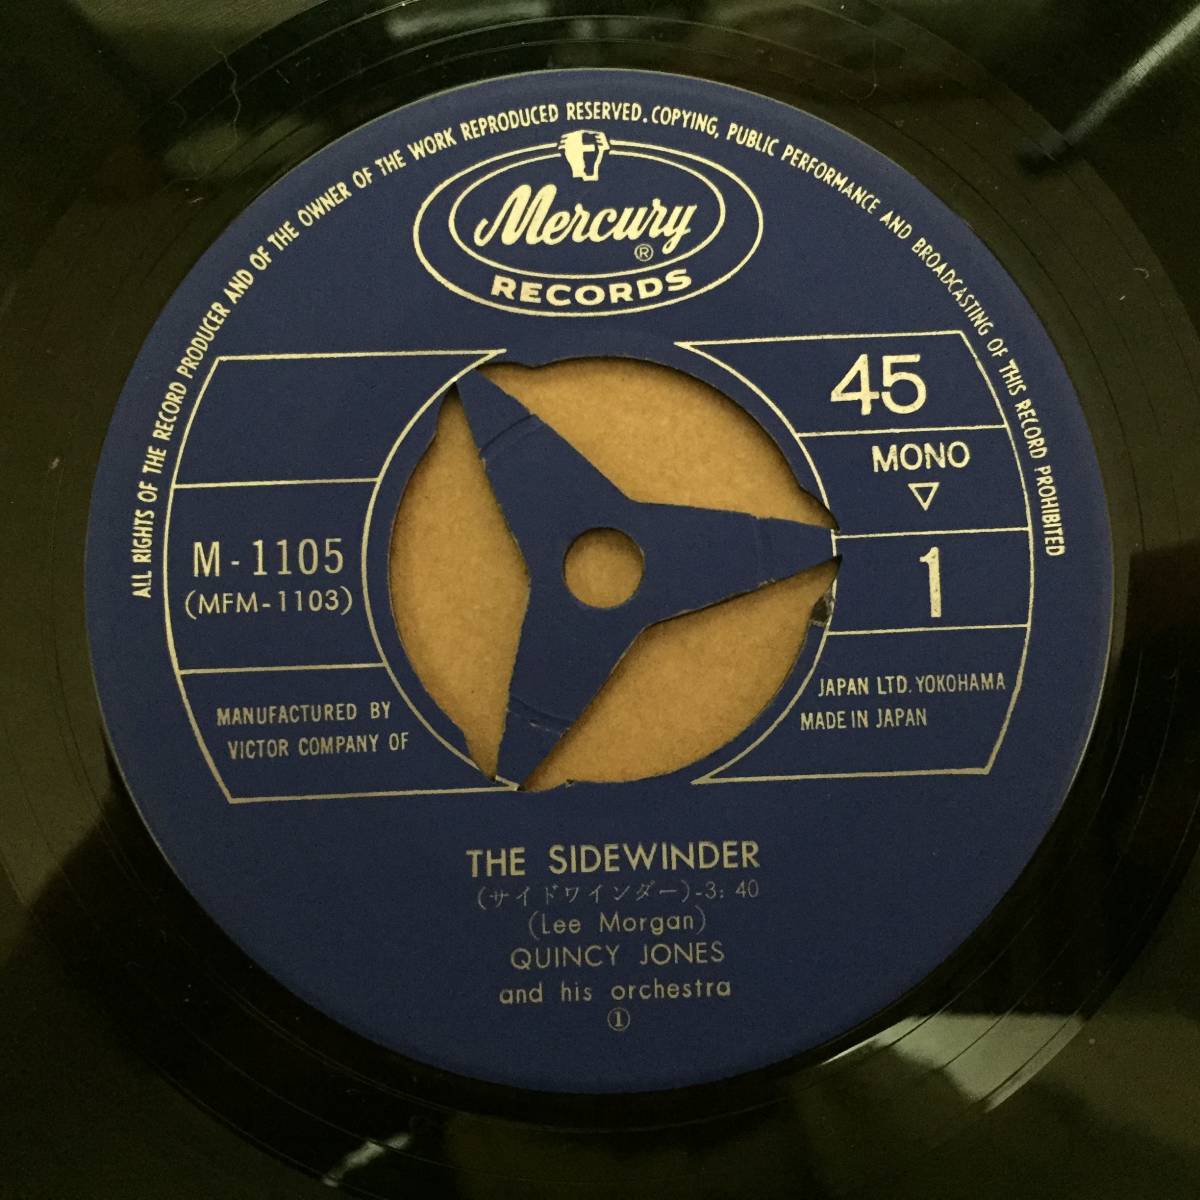 ALL RIGHTS OF THE RECORD PRODUCER AND OF THE OWNER OF THE WORK REPRODUCED RESERVED. COPYING, PUBLIC PERFORMANCE AND BROADCASTING OF THIS RECORD PROHIBITED
Mercury®
RECORDS
45
MONO
▽
1
M-1105
(MFM-1103)
MANUFACTURED BY
VICTOR COMPANY OF
JAPAN LTD. YOKOHAMA
MADE IN JAPAN
THE SIDEWINDER
(サイドワインダー)-3:40
(Lee Morgan)
QUINCY JONES
and his orchestra
①